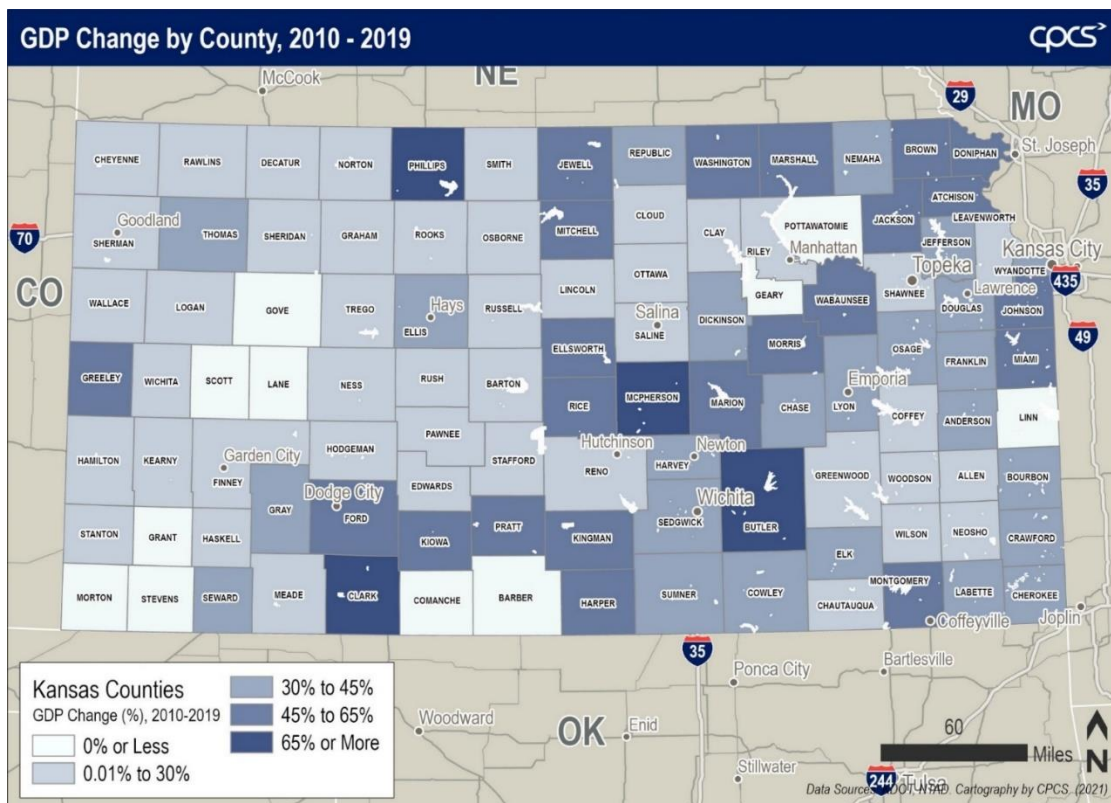 GDP Change by County, 2010 - 2019
cpcs
NE
McCook
29
MO
CHEYENNE
RAWLINS
DECATUR
NORTON
PHILLIPS
SMITH
JEWELL
REPUBLIC
WASHINGTON
MARSHALL
NEMAHA
BROWN
DONIPHAN
St. Joseph
35
ATCHISON
70
Goodland
SHERMAN
THOMAS
SHERIDAN
GRAHAM
ROOKS
OSBORNE
MITCHELL
CLOUD
CLAY
RILEY
POTTAWATOMIE
Manhattan
JACKSON
JEFFERSON
LEAVENWORTH
Kansas City
WYANDOTTE
435
CO
WALLACE
LOGAN
GOVE
TREGO
Hays
ELLIS
RUSSELL
LINCOLN
OTTAWA
Salina
SALINE
DICKINSON
GEARY
WABAUNSEE
Topeka
SHAWNEE
Lawrence
DOUGLAS
JOHNSON
49
GREELEY
WICHITA
SCOTT
LANE
NESS
RUSH
BARTON
ELLSWORTH
RICE
MCPHERSON
MARION
MORRIS
CHASE
Emporia
LYON
OSAGE
COFFEY
FRANKLIN
ANDERSON
MIAMI
LINN
HAMILTON
KEARNY
Garden City
FINNEY
HODGEMAN
PAWNEE
EDWARDS
STAFFORD
Hutchinson
RENO
Newton
HARVEY
GREENWOOD
WOODSON
ALLEN
BOURBON
STANTON
GRANT
HASKELL
GRAY
Dodge City
FORD
KIOWA
PRATT
KINGMAN
Wichita
SEDGWICK
BUTLER
ELK
WILSON
NEOSHO
CRAWFORD
MORTON
STEVENS
SEWARD
MEADE
CLARK
COMANCHE
BARBER
HARPER
SUMNER
COWLEY
CHAUTAUQUA
MONTGOMERY
LABETTE
CHEROKEE
Coffeyville
Joplin
35
Ponca City
Bartlesville
Kansas Counties
GDP Change (%), 2010-2019
0% or Less
0.01% to 30%
30% to 45%
45% to 65%
65% or More
Woodward
OK
Enid
Stillwater
60
Miles
N
244
Tulsa
Cartography by CPCS. (2021)